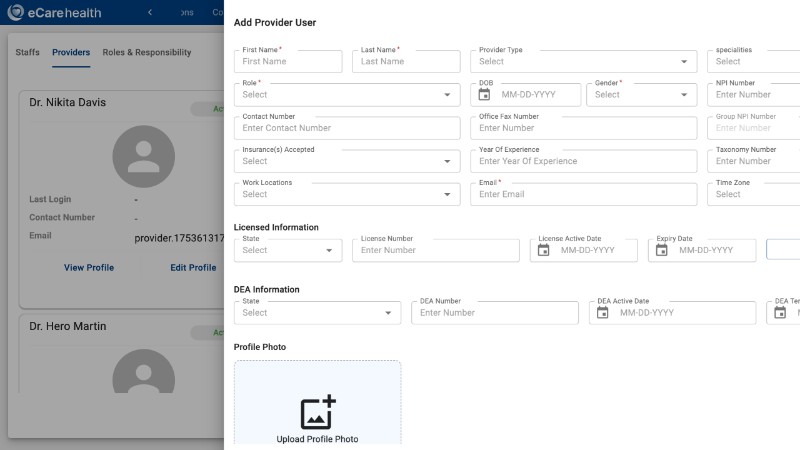 eCarehealth
ons
Co
Staffs
Providers
Roles & Responsibility
Dr. Nikita Davis
Act
Last Login
-
Contact Number
-
Email
provider.175361317
View Profile
Edit Profile
Dr. Hero Martin
Act
Add Provider User
First Name *
First Name
Last Name *
Last Name
Provider Type
Select
specialities
Select
Role *
Select
DOB
MM-DD-YYYY
Gender *
Select
NPI Number
Enter Number
Contact Number
Enter Contact Number
Office Fax Number
Enter Number
Group NPI Number
Enter Number
Insurance(s) Accepted
Select
Year Of Experience
Enter Year Of Experience
Taxonomy Number
Enter Number
Work Locations
Select
Email *
Enter Email
Time Zone
Select
Licensed Information
State
Select
License Number
Enter Number
License Active Date
MM-DD-YYYY
Expiry Date
MM-DD-YYYY
DEA Information
State
Select
DEA Number
Enter Number
DEA Active Date
MM-DD-YYYY
DEA Ter
Profile Photo
Upload Profile Photo